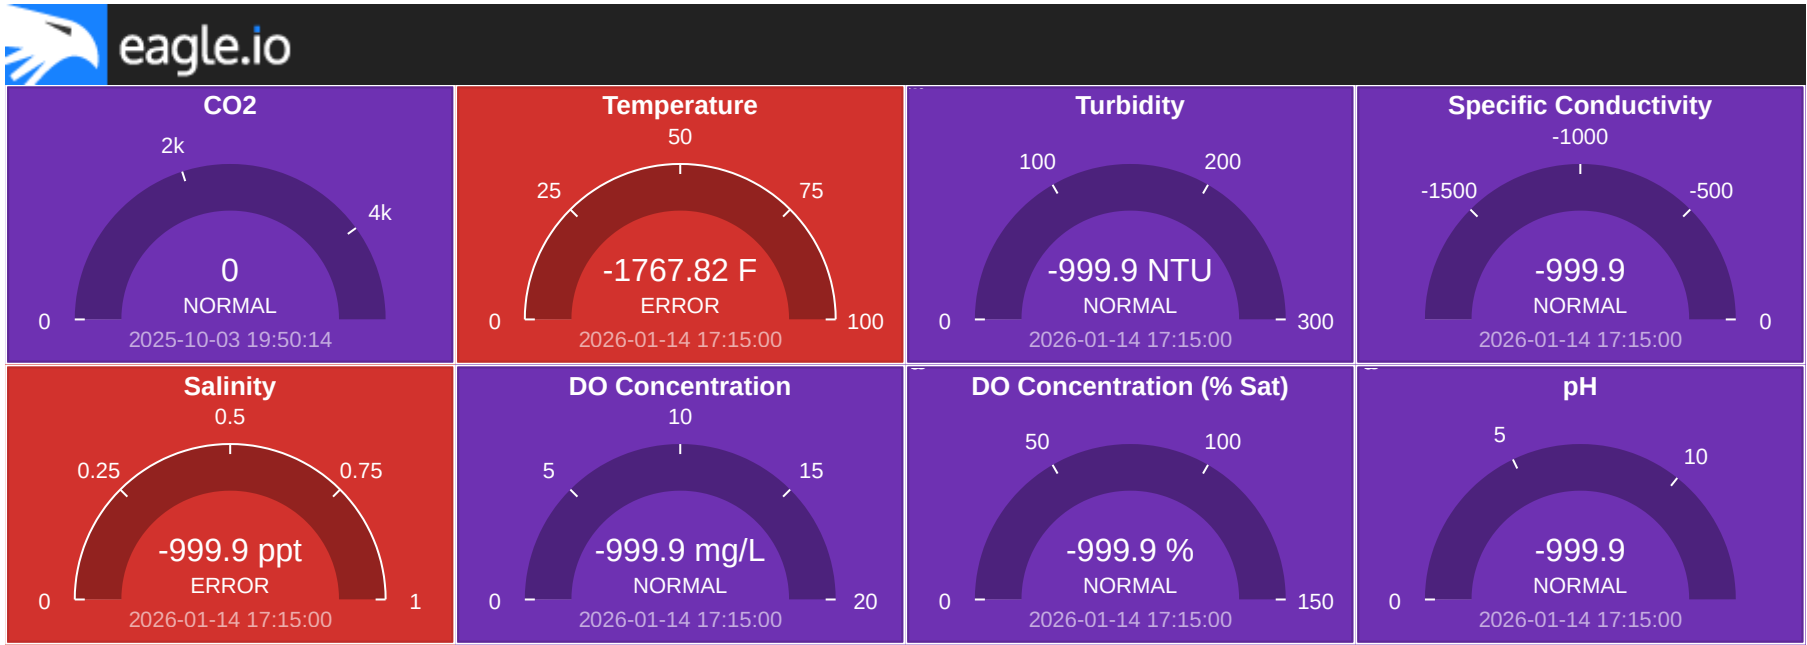 eagle.io
CO2
2k
4k
0
NORMAL
0
2025-10-03 19:50:14
Temperature
50
25
75
-1767.82 F
ERROR
0
100
2026-01-14 17:15:00
Turbidity
100
200
-999.9 NTU
NORMAL
0
300
2026-01-14 17:15:00
Specific Conductivity
-1000
-1500
-500
-999.9
NORMAL
0
2026-01-14 17:15:00
Salinity
0.5
0.25
0.75
-999.9 ppt
ERROR
0
1
2026-01-14 17:15:00
DO Concentration
10
5
15
-999.9 mg/L
NORMAL
0
20
2026-01-14 17:15:00
DO Concentration (% Sat)
50
100
-999.9 %
NORMAL
0
150
2026-01-14 17:15:00
pH
5
10
-999.9
NORMAL
0
2026-01-14 17:15:00